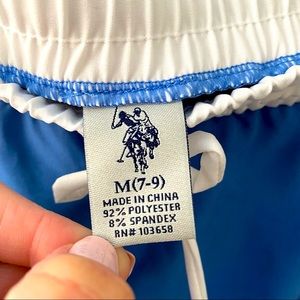 M(7-9)
MADE IN CHINA
92% POLYESTER
8% SPANDEX
RN# 103658